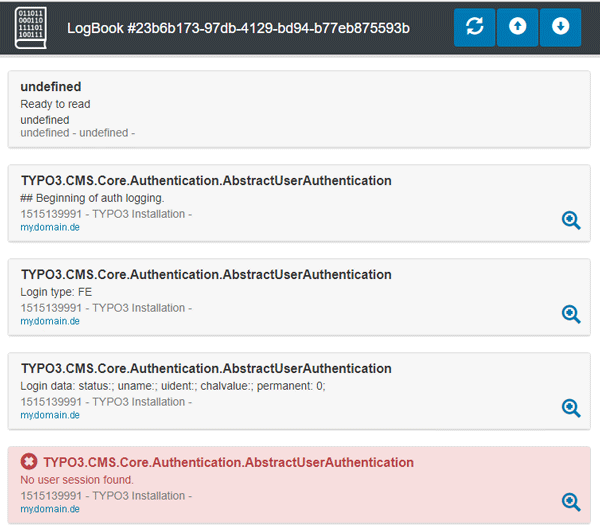 011011
000110
111101
100111
LogBook #23b6b173-97db-4129-bd94-b77eb875593b
undefined
Ready to read
undefined
undefined - undefined -
TYPO3.CMS.Core.Authentication.AbstractUserAuthentication
## Beginning of auth logging.
1515139991 - TYPO3 Installation -
my.domain.de
TYPO3.CMS.Core.Authentication.AbstractUserAuthentication
Login type: FE
1515139991 - TYPO3 Installation -
my.domain.de
TYPO3.CMS.Core.Authentication.AbstractUserAuthentication
Login data: status:; uname:; uident:; chalvalue:; permanent: 0;
1515139991 - TYPO3 Installation -
my.domain.de
TYPO3.CMS.Core.Authentication.AbstractUserAuthentication
No user session found.
1515139991 - TYPO3 Installation -
my.domain.de